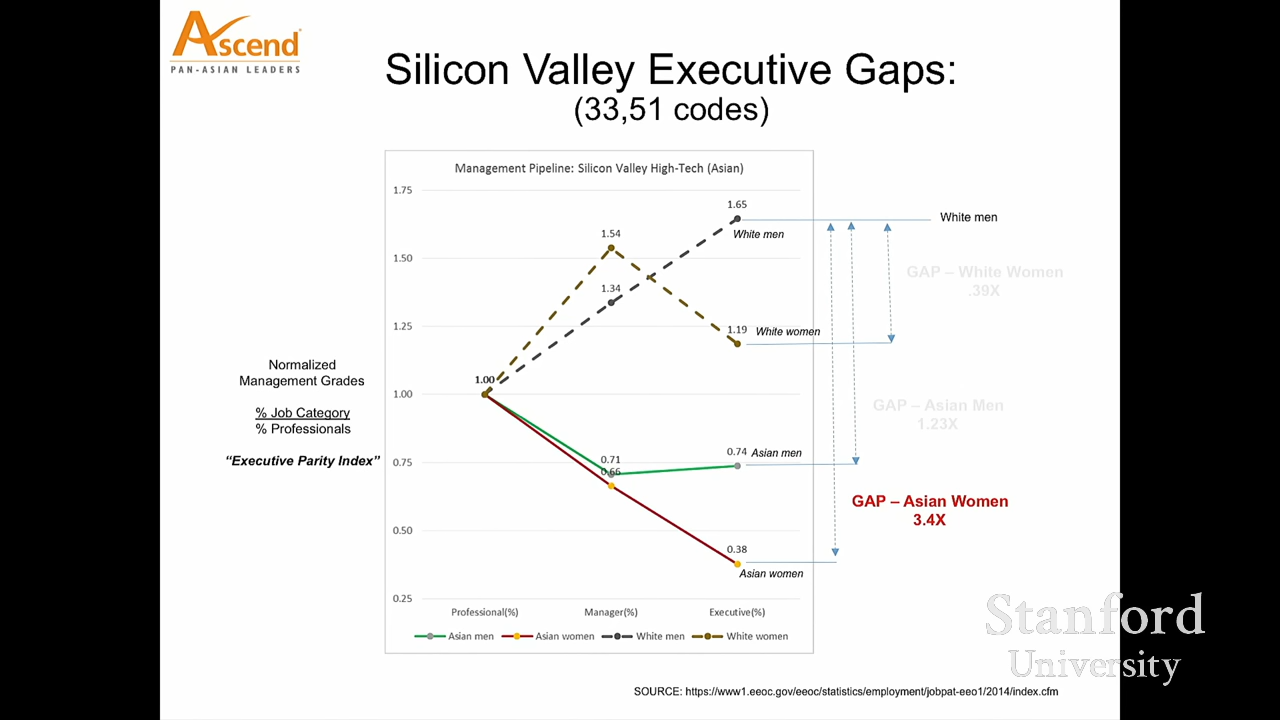 Ascend
PAN-ASIAN LEADERS
Silicon Valley Executive Gaps:
(33,51 codes)
Management Pipeline: Silicon Valley High-Tech (Asian)
1.75
1.50
1.25
1.00
0.75
0.50
0.25
1.65
White men
1.54
1.34
1.19
White women
1.00
0.71
0.66
0.74
Asian men
0.38
Asian women
Professional(%)
Manager(%)
Executive(%)
Asian men
Asian women
White men
White women
Normalized
Management Grades
% Job Category
% Professionals
“Executive Parity Index”
White men
GAP – White Women
.39X
GAP – Asian Men
1.23X
GAP – Asian Women
3.4X
Stanford
University
SOURCE: https://www1.eeoc.gov/eeoc/statistics/employment/jobpat-eeo1/2014/index.cfm